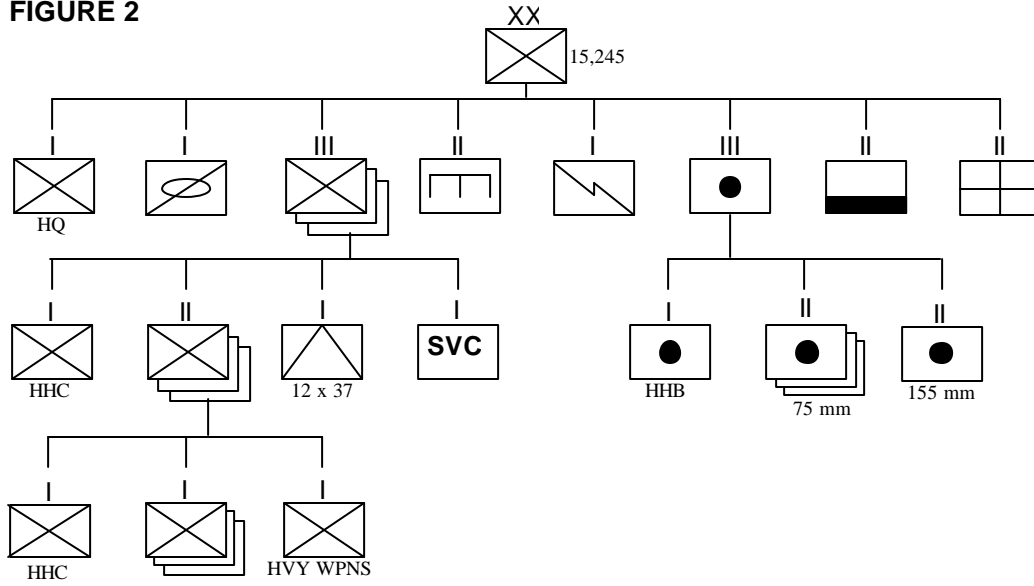 FIGURE 2
XX
15,245
I I III II I III II II
HQ
I II I I I II II
SVC
HHC 12 x 37 HHB 75 mm 155 mm
I I I
HHC HVY WPNS